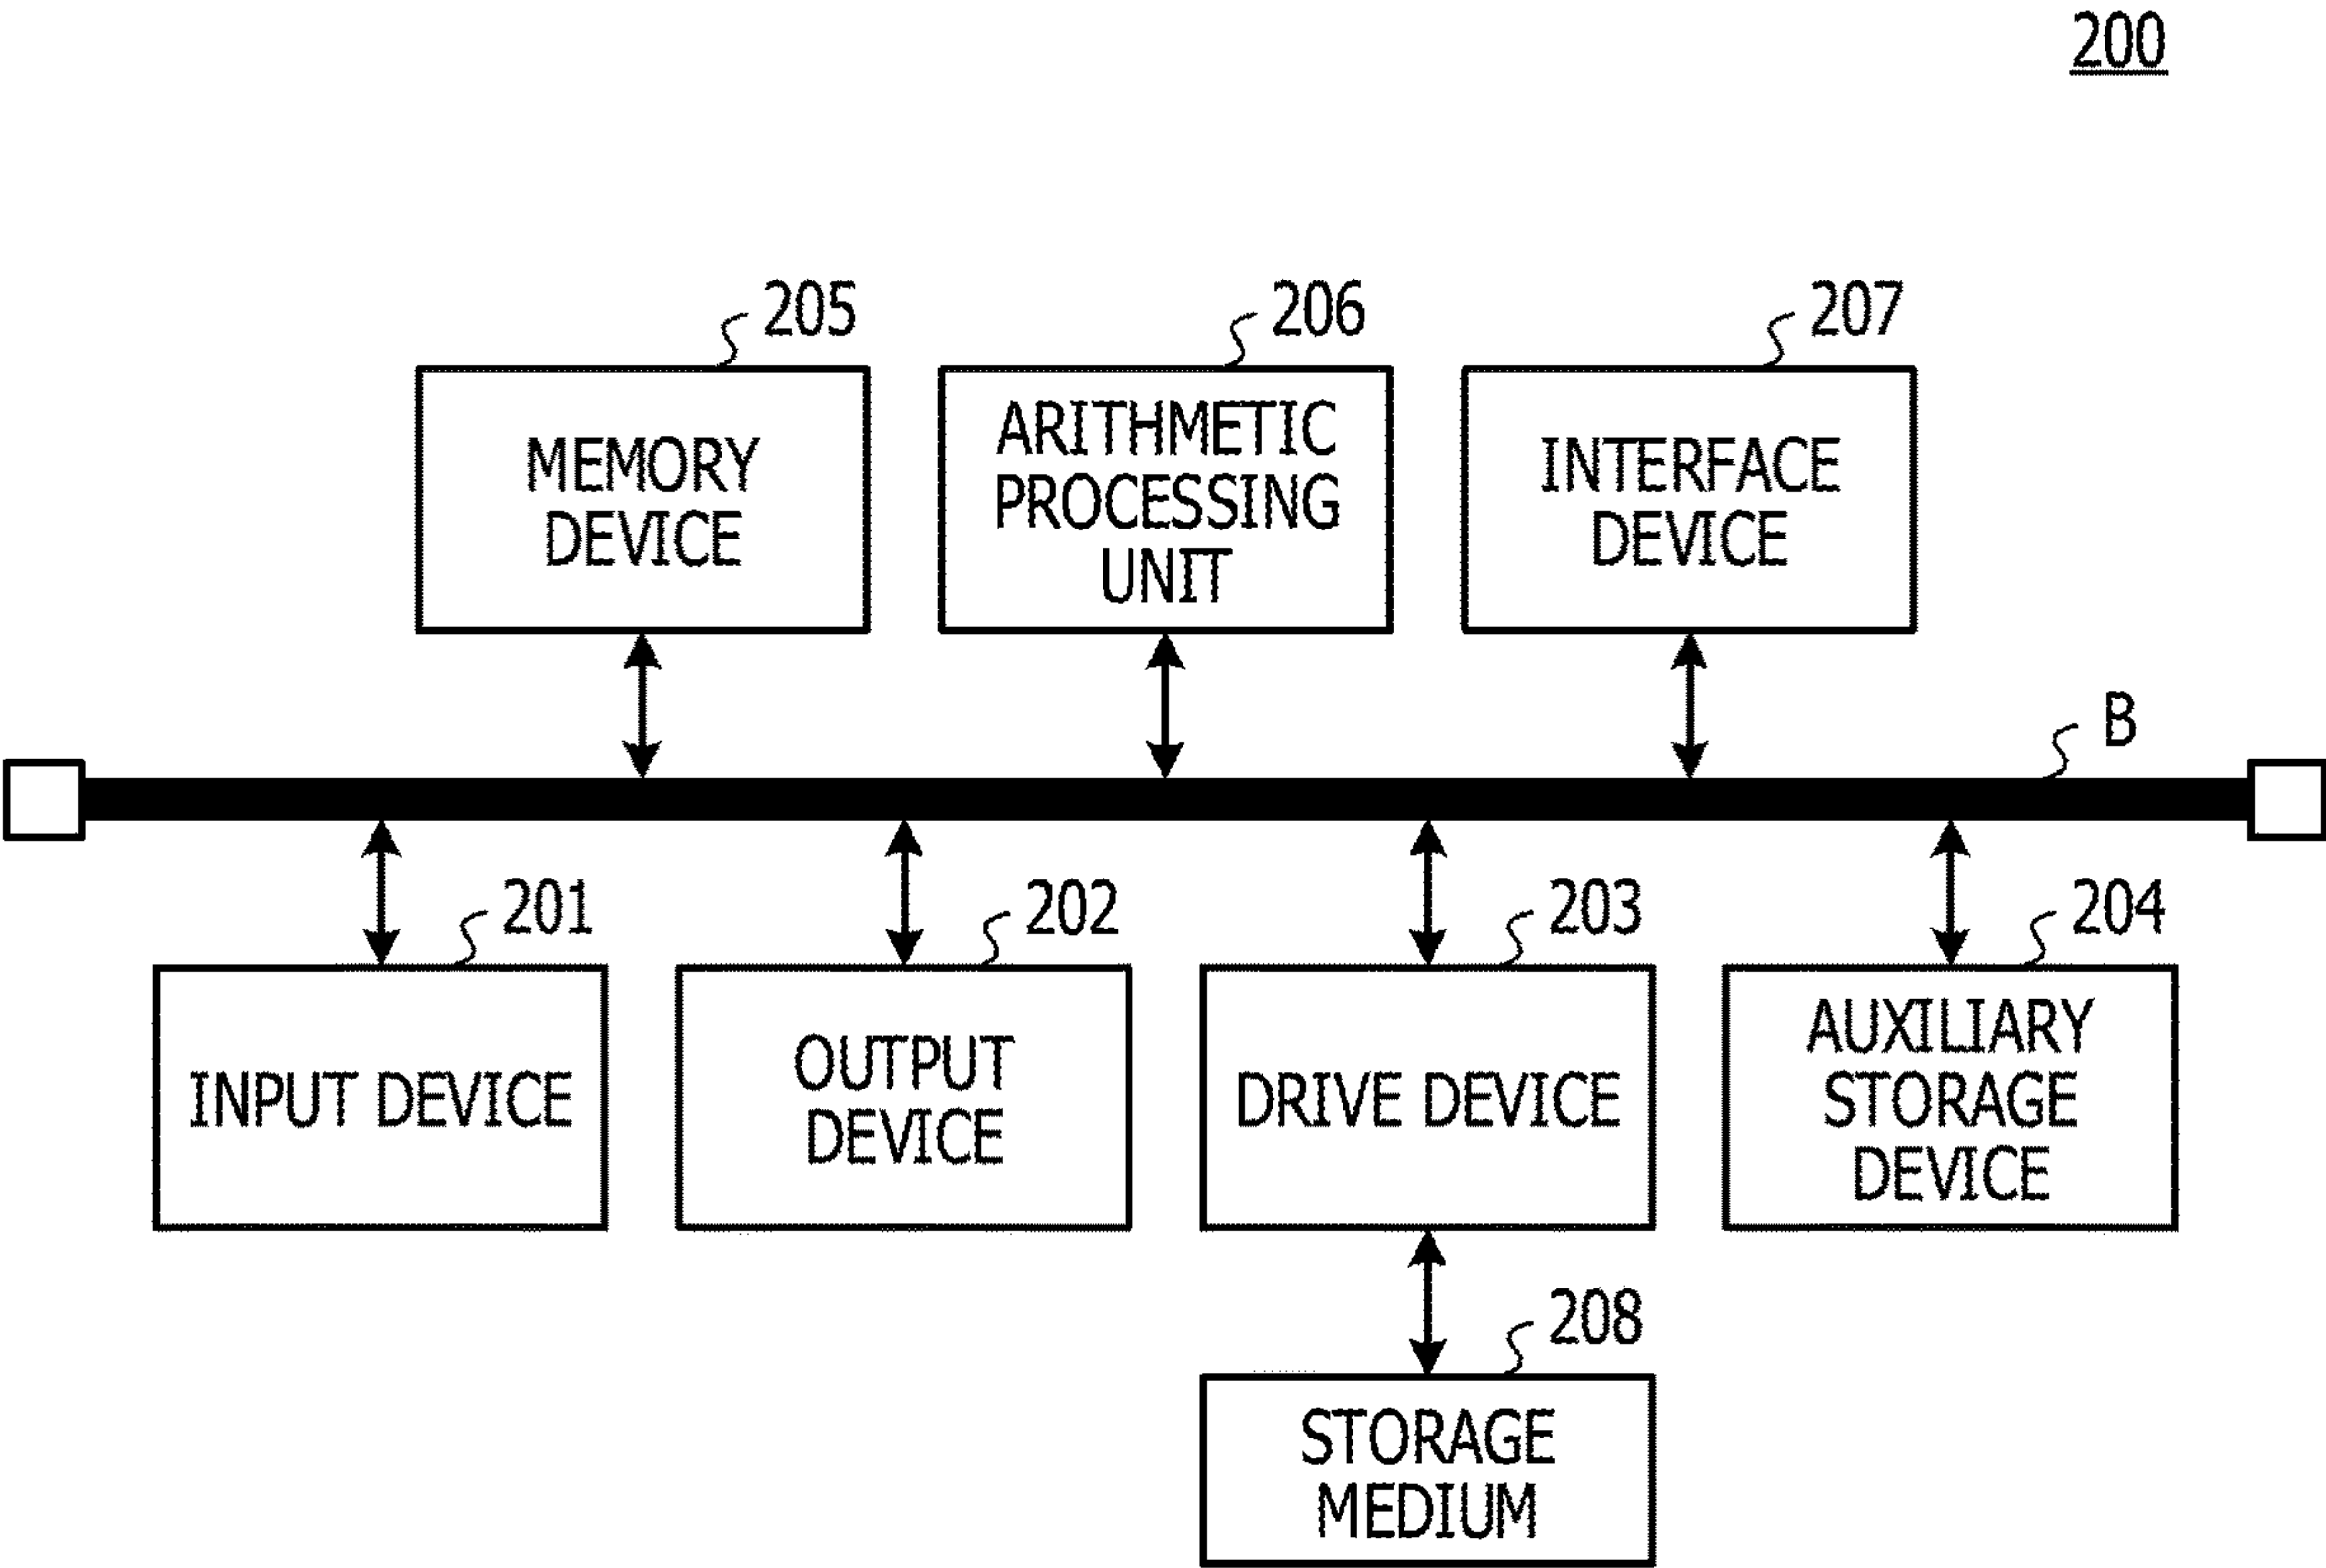 200
205
206
207
MEMORY
DEVICE
ARITHMETIC
PROCESSING
UNIT
INTERFACE
DEVICE
B
201
202
203
204
INPUT DEVICE
OUTPUT
DEVICE
DRIVE DEVICE
AUXILIARY
STORAGE
DEVICE
208
STORAGE
MEDIUM